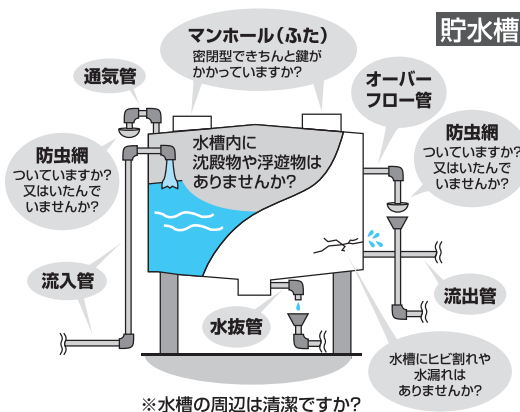 貯水槽
マンホール(ふた)
密閉型できちんと鍵が
かかっていますか?
通気管
オーバー
フロー管
防虫網
ついていますか?
又はいたんで
いませんか?
水槽内に
沈殿物や浮遊物は
ありませんか?
防虫網
ついていますか?
又はいたんで
いませんか?
流入管
水抜管
流出管
水槽にヒビ割れや
水漏れは
ありませんか?
※水槽の周辺は清潔ですか?